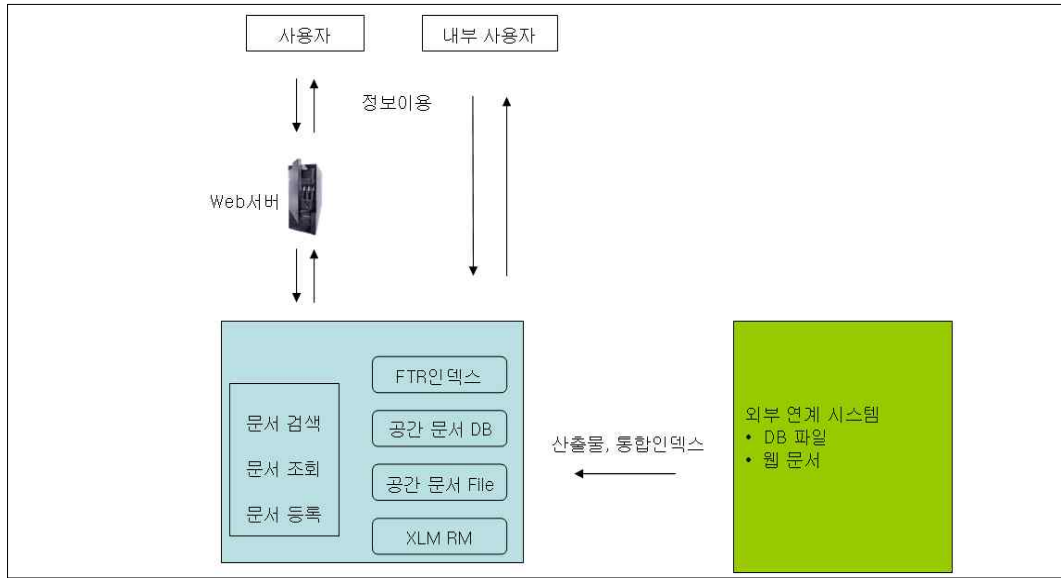 사용자
내부 사용자
정보이용
Web서버
FTR인덱스
문서 검색
공간 문서 DB
문서 조회
공간 문서 File
문서 등록
XLM RM
산출물, 통합인덱스
외부 연계 시스템
• DB 파일
• 웹 문서